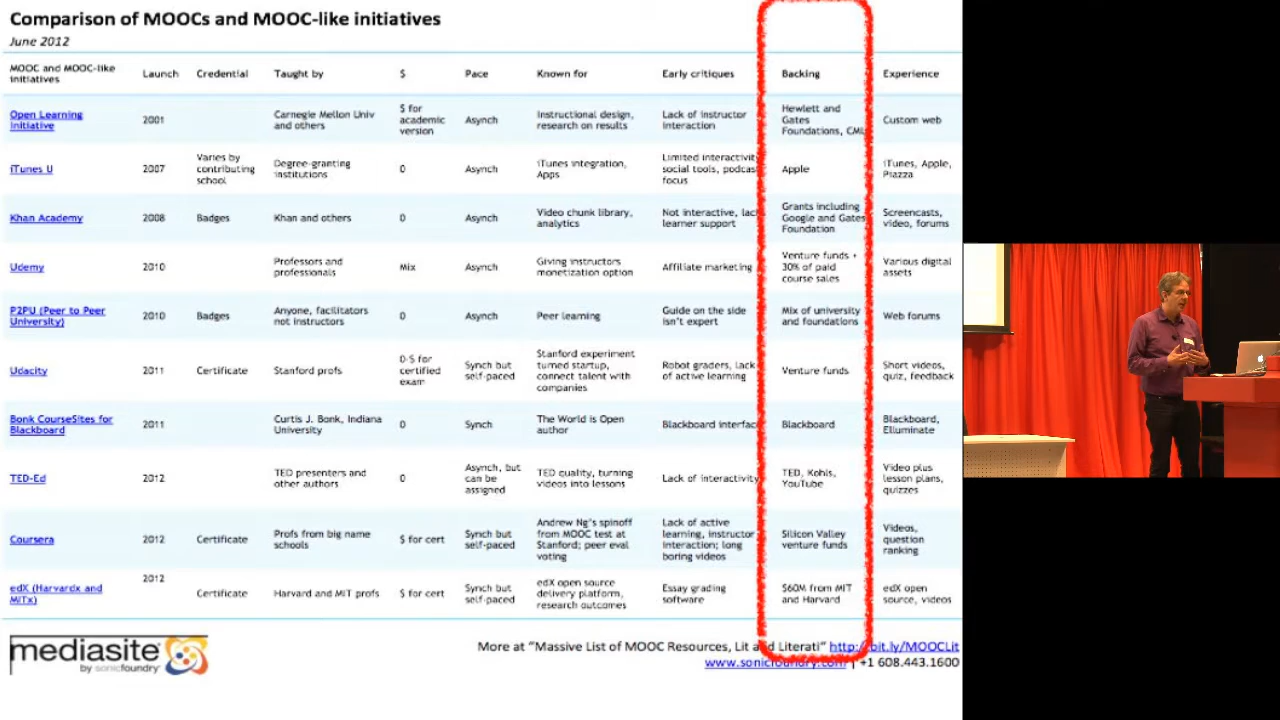 Comparison of MOOCs and MOOC-like initiatives
June 2012
MOOC and MOOC-like
initiatives
Launch
Credential
Taught by
$
Pace
Known for
Early critiques
Backing
Experience
Open Learning
Initiative
2001
Carnegie Mellon Univ
and others
$ for
academic
version
Asynch
Instructional design,
research on results
Lack of instructor
interaction
Hewlett and
Gates
Foundations, CMU
Custom web
iTunes U
2007
Varies by
contributing
school
Degree-granting
institutions
0
Asynch
iTunes integration,
Apps
Limited interactivity
social tools, podcas
focus
Apple
iTunes, Apple,
Piazza
Khan Academy
2008
Badges
Khan and others
0
Asynch
Video chunk library,
analytics
Not interactive, lac
learner support
Grants including
Google and Gates
Foundation
Screencasts,
video, forums
Udemy
2010
Professors and
professionals
Mix
Asynch
Giving instructors
monetization option
Affiliate marketing
Venture funds +
30% of paid
course sales
Various digital
assets
P2PU (Peer to Peer
University)
2010
Badges
Anyone, facilitators
not instructors
0
Asynch
Peer learning
Guide on the side
isn't expert
Mix of university
and foundations
Web forums
Udacity
2011
Certificate
Stanford profs
0-$ for
certified
exam
Synch but
self-paced
Stanford experiment
turned startup,
connect talent with
companies
Robot graders, lack
of active learning
Venture funds
Short videos,
quiz, feedback
Bonk CourseSites for
Blackboard
2011
Curtis J. Bonk, Indiana
University
0
Synch
The World is Open
author
Blackboard interfac
Blackboard
Blackboard,
Elluminate
TED-Ed
2012
TED presenters and
other authors
0
Asynch, but
can be
assigned
TED quality, turning
videos into lessons
Lack of interactivity
TED, Kohls,
YouTube
Video plus
lesson plans,
quizzes
Coursera
2012
Certificate
Profs from big name
schools
$ for cert
Synch but
self-paced
Andrew Ng's spinoff
from MOOC test at
Stanford; peer eval
voting
Lack of active
learning, instructor
interaction; long
boring videos
Silicon Valley
venture funds
Videos,
question
ranking
edX (Harvardx and
MITx)
2012
Certificate
Harvard and MIT profs
$ for cert
Synch but
self-paced
edX open source
delivery platform,
research outcomes
Essay grading
software
$60M from MIT
and Harvard
edX open
source, videos
mediasite
by sonicfoundry
More at "Massive List of MOOC Resources, Lit and Literati" http://bit.ly/MOOCLit
www.sonicfoundry.com | +1 608.443.1600